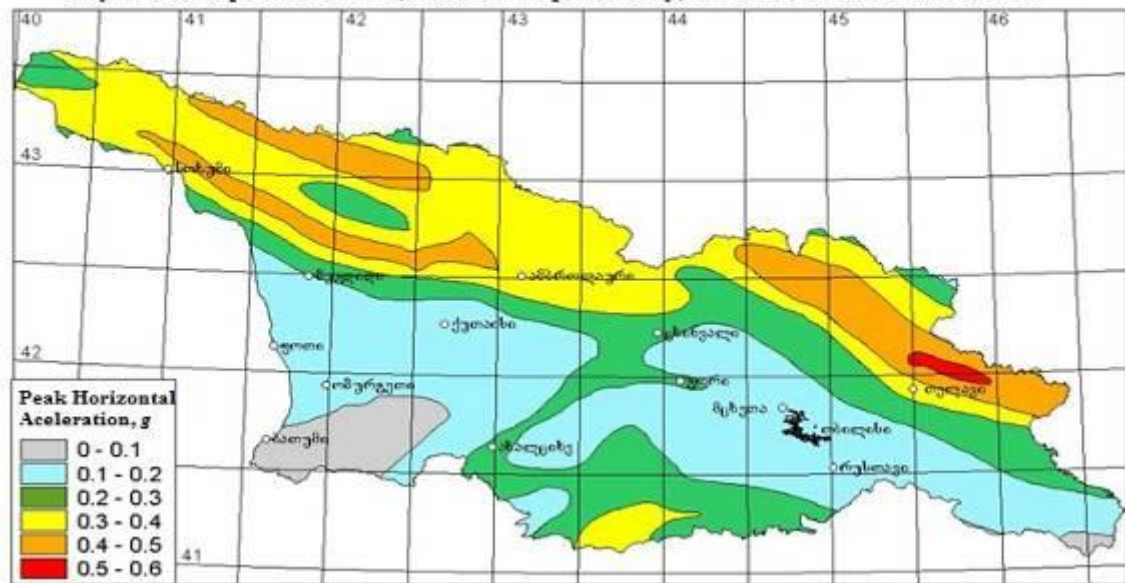 40 41 42 43 44 45 46
43
სოხუმი
ზუგდიდი
ამბროლაური
ქუთაისი
ცხინვალი
42
ფოთი
გორი
ოზურგეთი
თელავი
მცხეთა
თბილისი
ბათუმი
ახალციხე
რუსთავი
41
Peak Horizontal
Aceleration, g
0 - 0.1
0.1 - 0.2
0.2 - 0.3
0.3 - 0.4
0.4 - 0.5
0.5 - 0.6